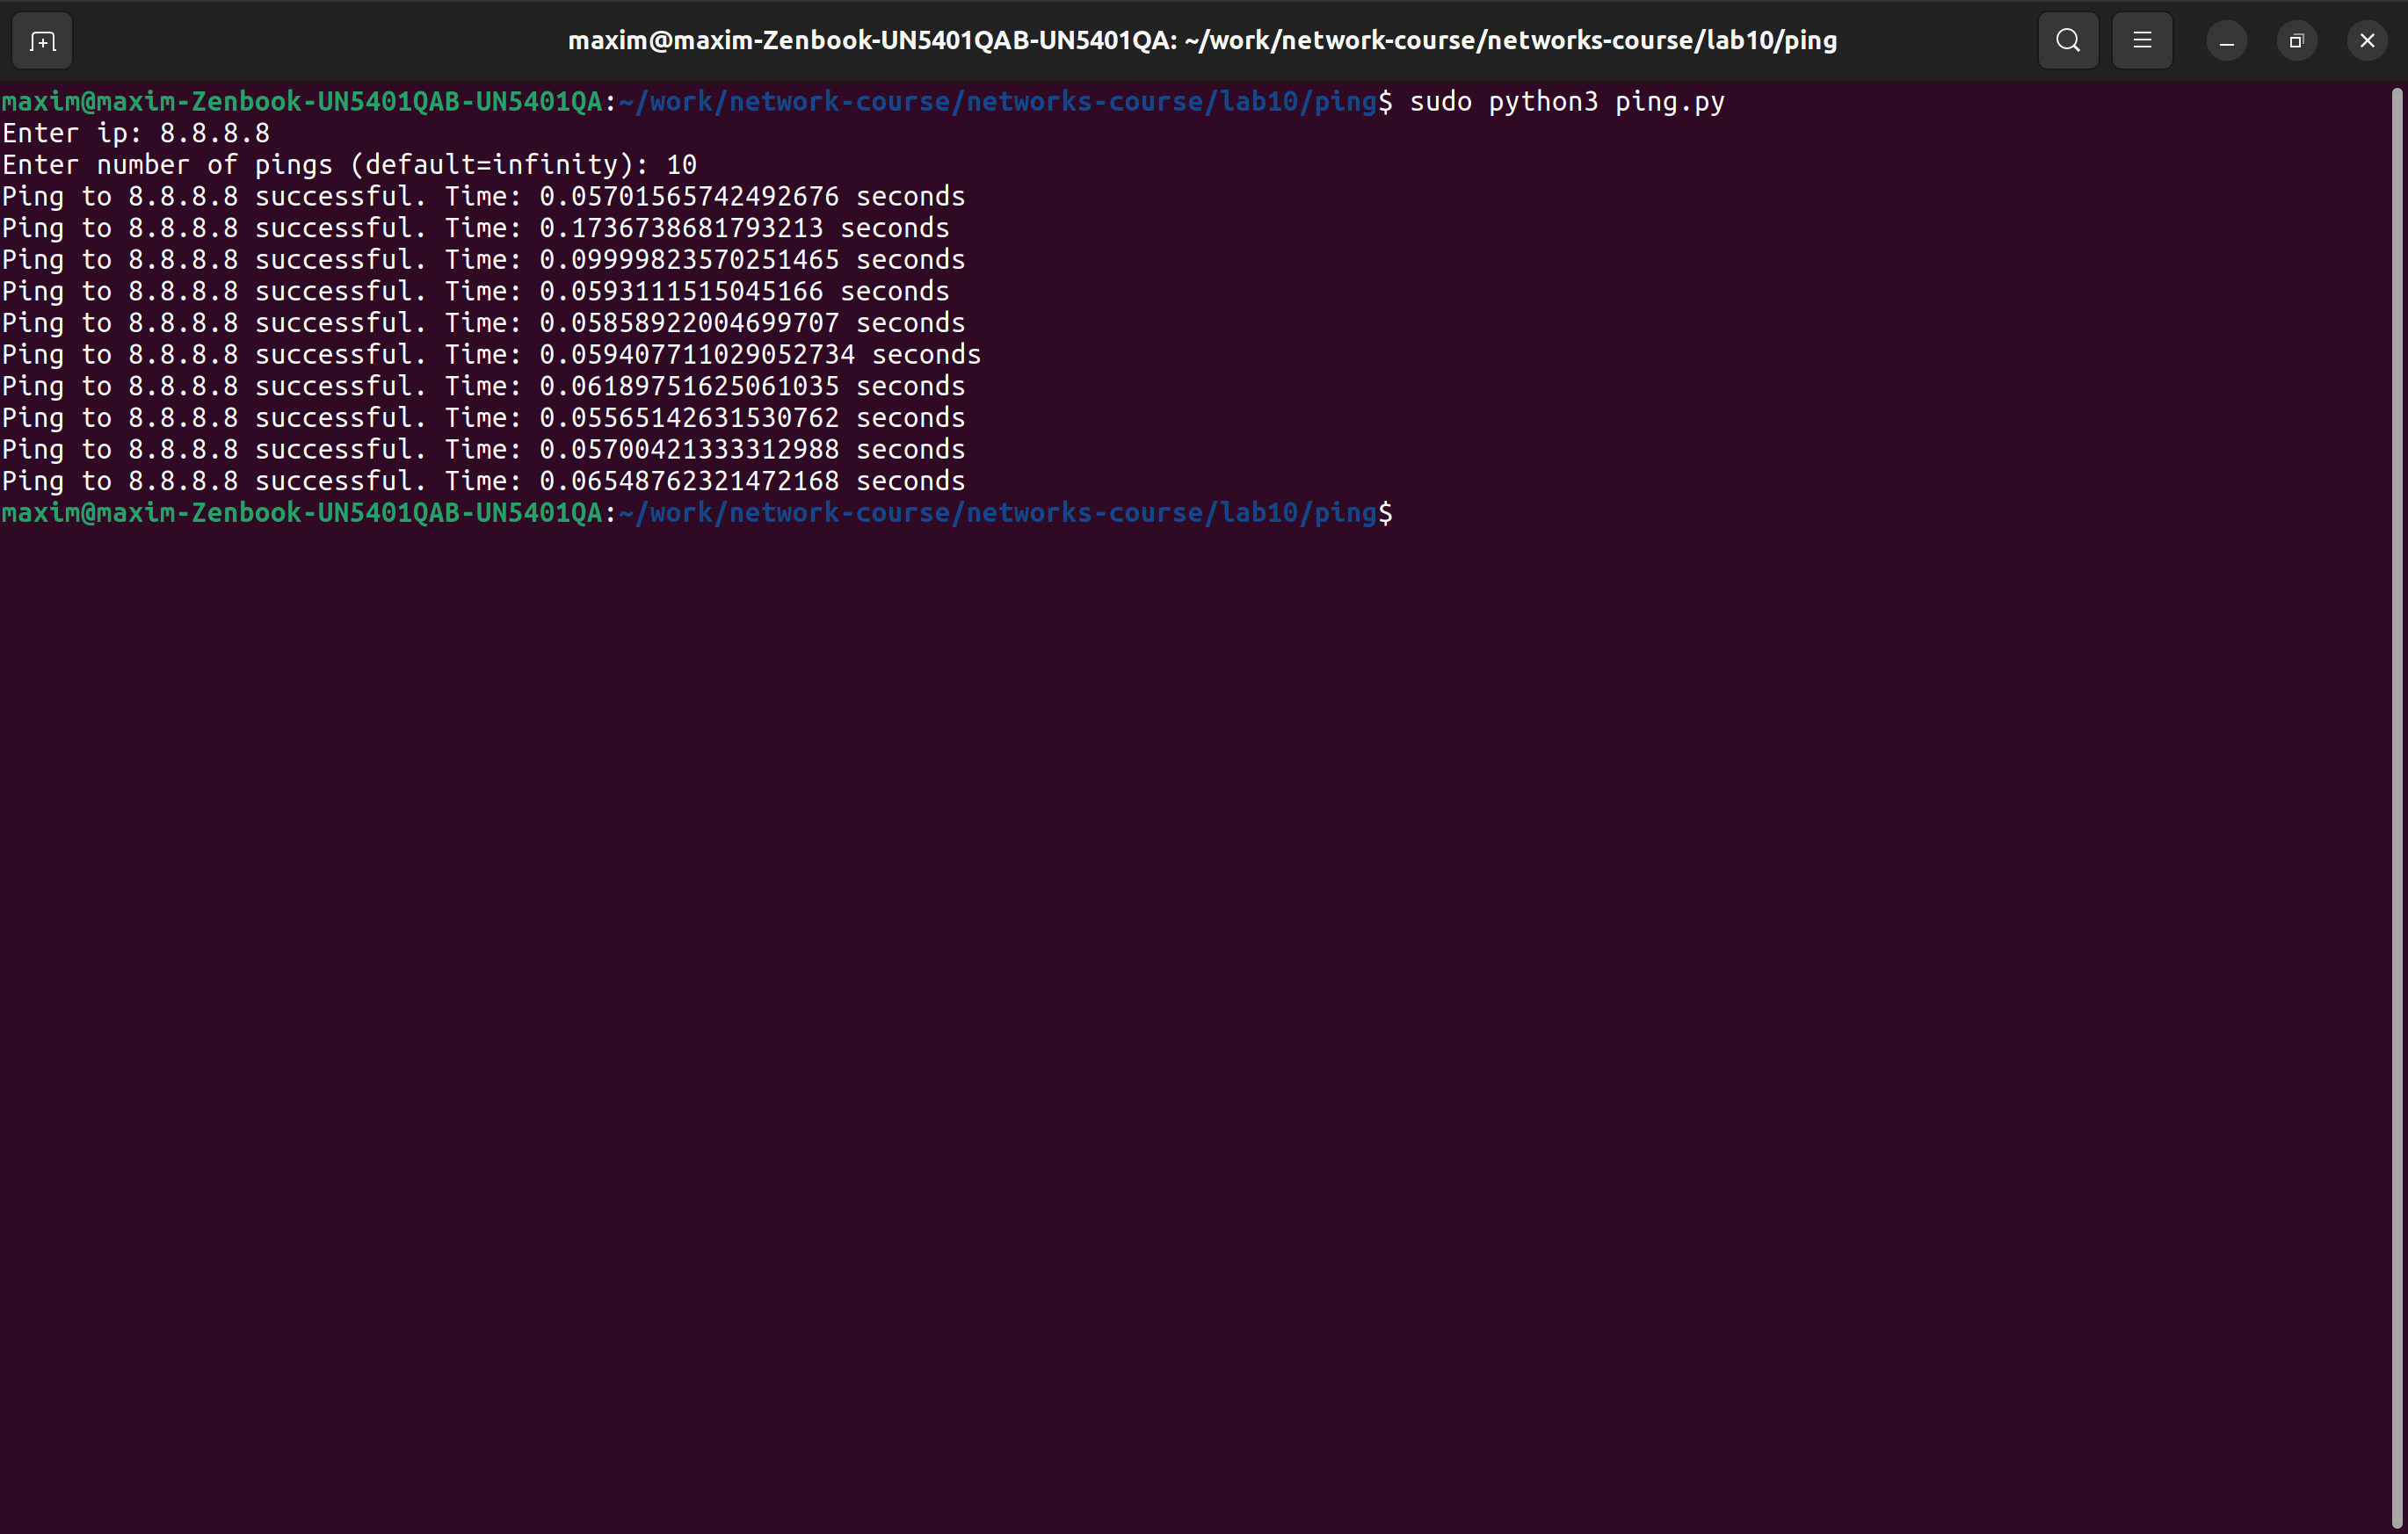 maxim@maxim-Zenbook-UN5401QAB-UN5401QA: ~/work/network-course/networks-course/lab10/ping
maxim@maxim-Zenbook-UN5401QAB-UN5401QA:~/work/network-course/networks-course/lab10/ping$ sudo python3 ping.py
Enter ip: 8.8.8.8
Enter number of pings (default=infinity): 10
Ping to 8.8.8.8 successful. Time: 0.05701565742492676 seconds
Ping to 8.8.8.8 successful. Time: 0.1736738681793213 seconds
Ping to 8.8.8.8 successful. Time: 0.09999823570251465 seconds
Ping to 8.8.8.8 successful. Time: 0.0593111515045166 seconds
Ping to 8.8.8.8 successful. Time: 0.05858922004699707 seconds
Ping to 8.8.8.8 successful. Time: 0.059407711029052734 seconds
Ping to 8.8.8.8 successful. Time: 0.06189751625061035 seconds
Ping to 8.8.8.8 successful. Time: 0.05565142631530762 seconds
Ping to 8.8.8.8 successful. Time: 0.05700421333312988 seconds
Ping to 8.8.8.8 successful. Time: 0.06548762321472168 seconds
maxim@maxim-Zenbook-UN5401QAB-UN5401QA:~/work/network-course/networks-course/lab10/ping$